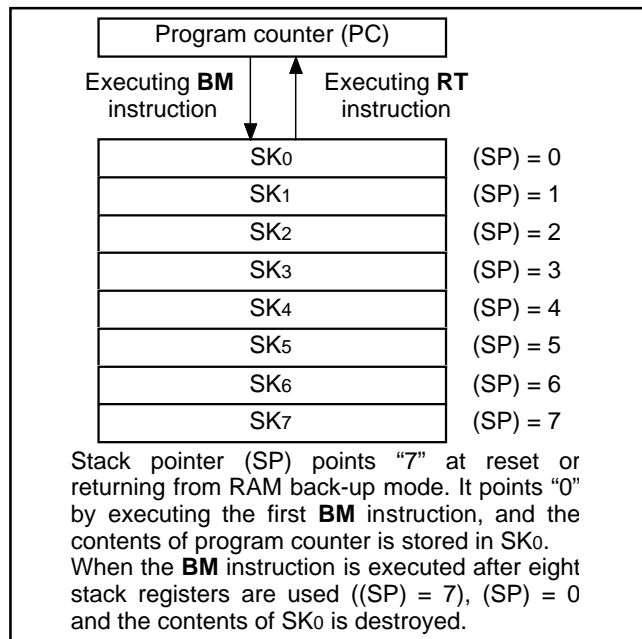 Program counter (PC)
Executing BM
instruction
Executing RT
instruction
SK0 (SP) = 0
SK1 (SP) = 1
SK2 (SP) = 2
SK3 (SP) = 3
SK4 (SP) = 4
SK5 (SP) = 5
SK6 (SP) = 6
SK7 (SP) = 7
Stack pointer (SP) points “7” at reset or
returning from RAM back-up mode. It points “0”
by executing the first BM instruction, and the
contents of program counter is stored in SK0.
When the BM instruction is executed after eight
stack registers are used ((SP) = 7), (SP) = 0
and the contents of SK0 is destroyed.